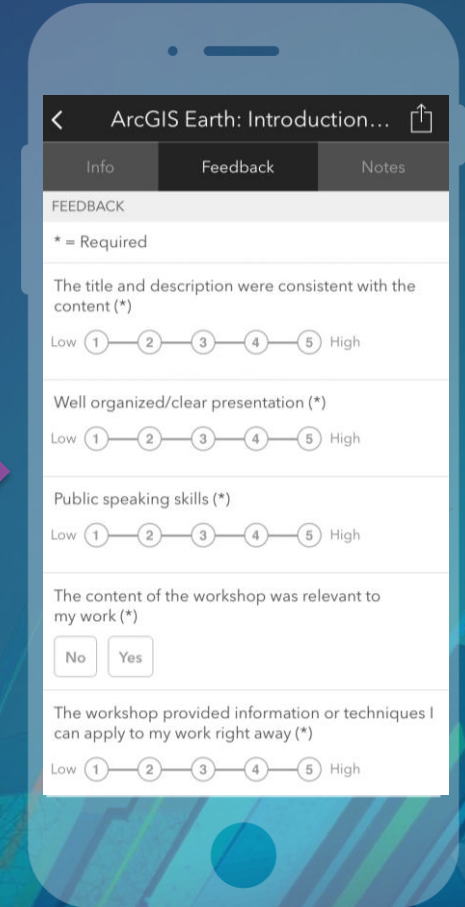 ArcGIS Earth: Introduction...
Info Feedback Notes
FEEDBACK
* = Required
The title and description were consistent with the
content (*)
Low 1 2 3 4 5 High
Well organized/clear presentation (*)
Low 1 2 3 4 5 High
Public speaking skills (*)
Low 1 2 3 4 5 High
The content of the workshop was relevant to
my work (*)
No Yes
The workshop provided information or techniques I
can apply to my work right away (*)
Low 1 2 3 4 5 High